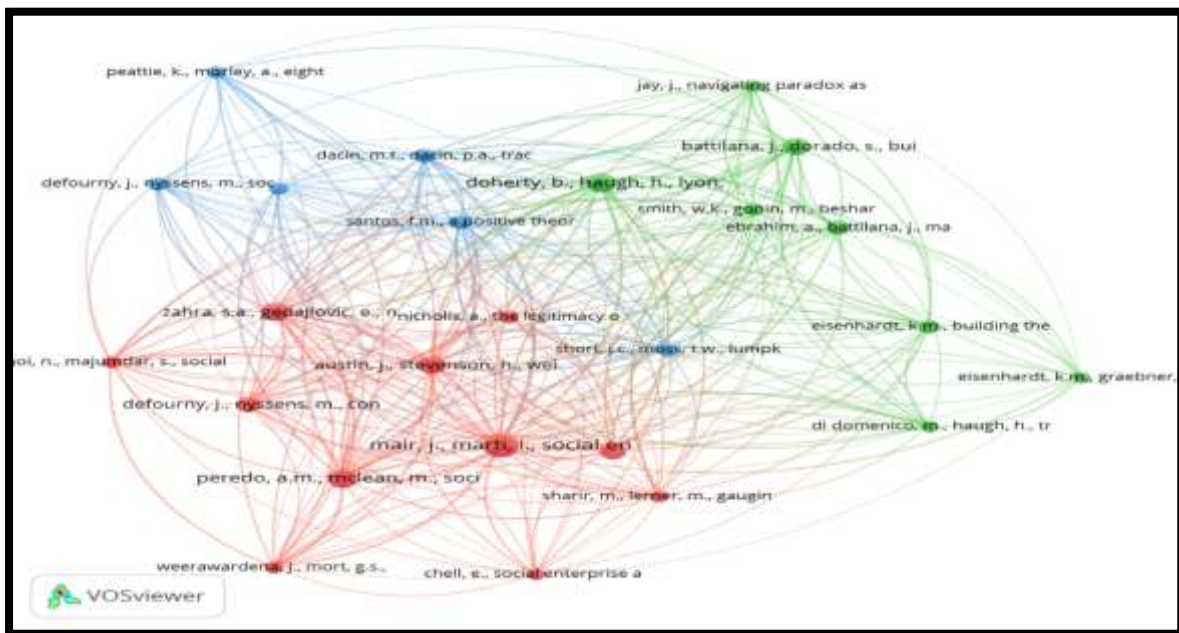 peattie, k., morley, a., eight
jay, j., navigating paradox as
battilana, j., dorado, s., bui
dacin, m.t., dacin, p.a., trac
defourny, j., nyssens, m., soc
doherty, b., haugh, h., lyon,
smith, w.k., gonin, m., beshar
santos, f.m., a positive theor
ebrahim, a., battilana, j., ma
zahra, s.a., gedajlovic, e., n
nicholls, a., the legitimacy o
eisenhardt, k.m., building the
short, j.c., moss, t.w., lumpk
noi, n., majumdar, s., social
austin, j., stevenson, h., wei
eisenhardt, k.m., graebner,
defourny, j., nyssens, m., con
di domenico, m., haugh, h., tr
mair, j., marti, i., social en
peredo, a.m., mclean, m., soci
sharir, m., lerner, m., gaugin
weerawardena, j., mort, g.s.,
chell, e., social enterprise a
VOSviewer